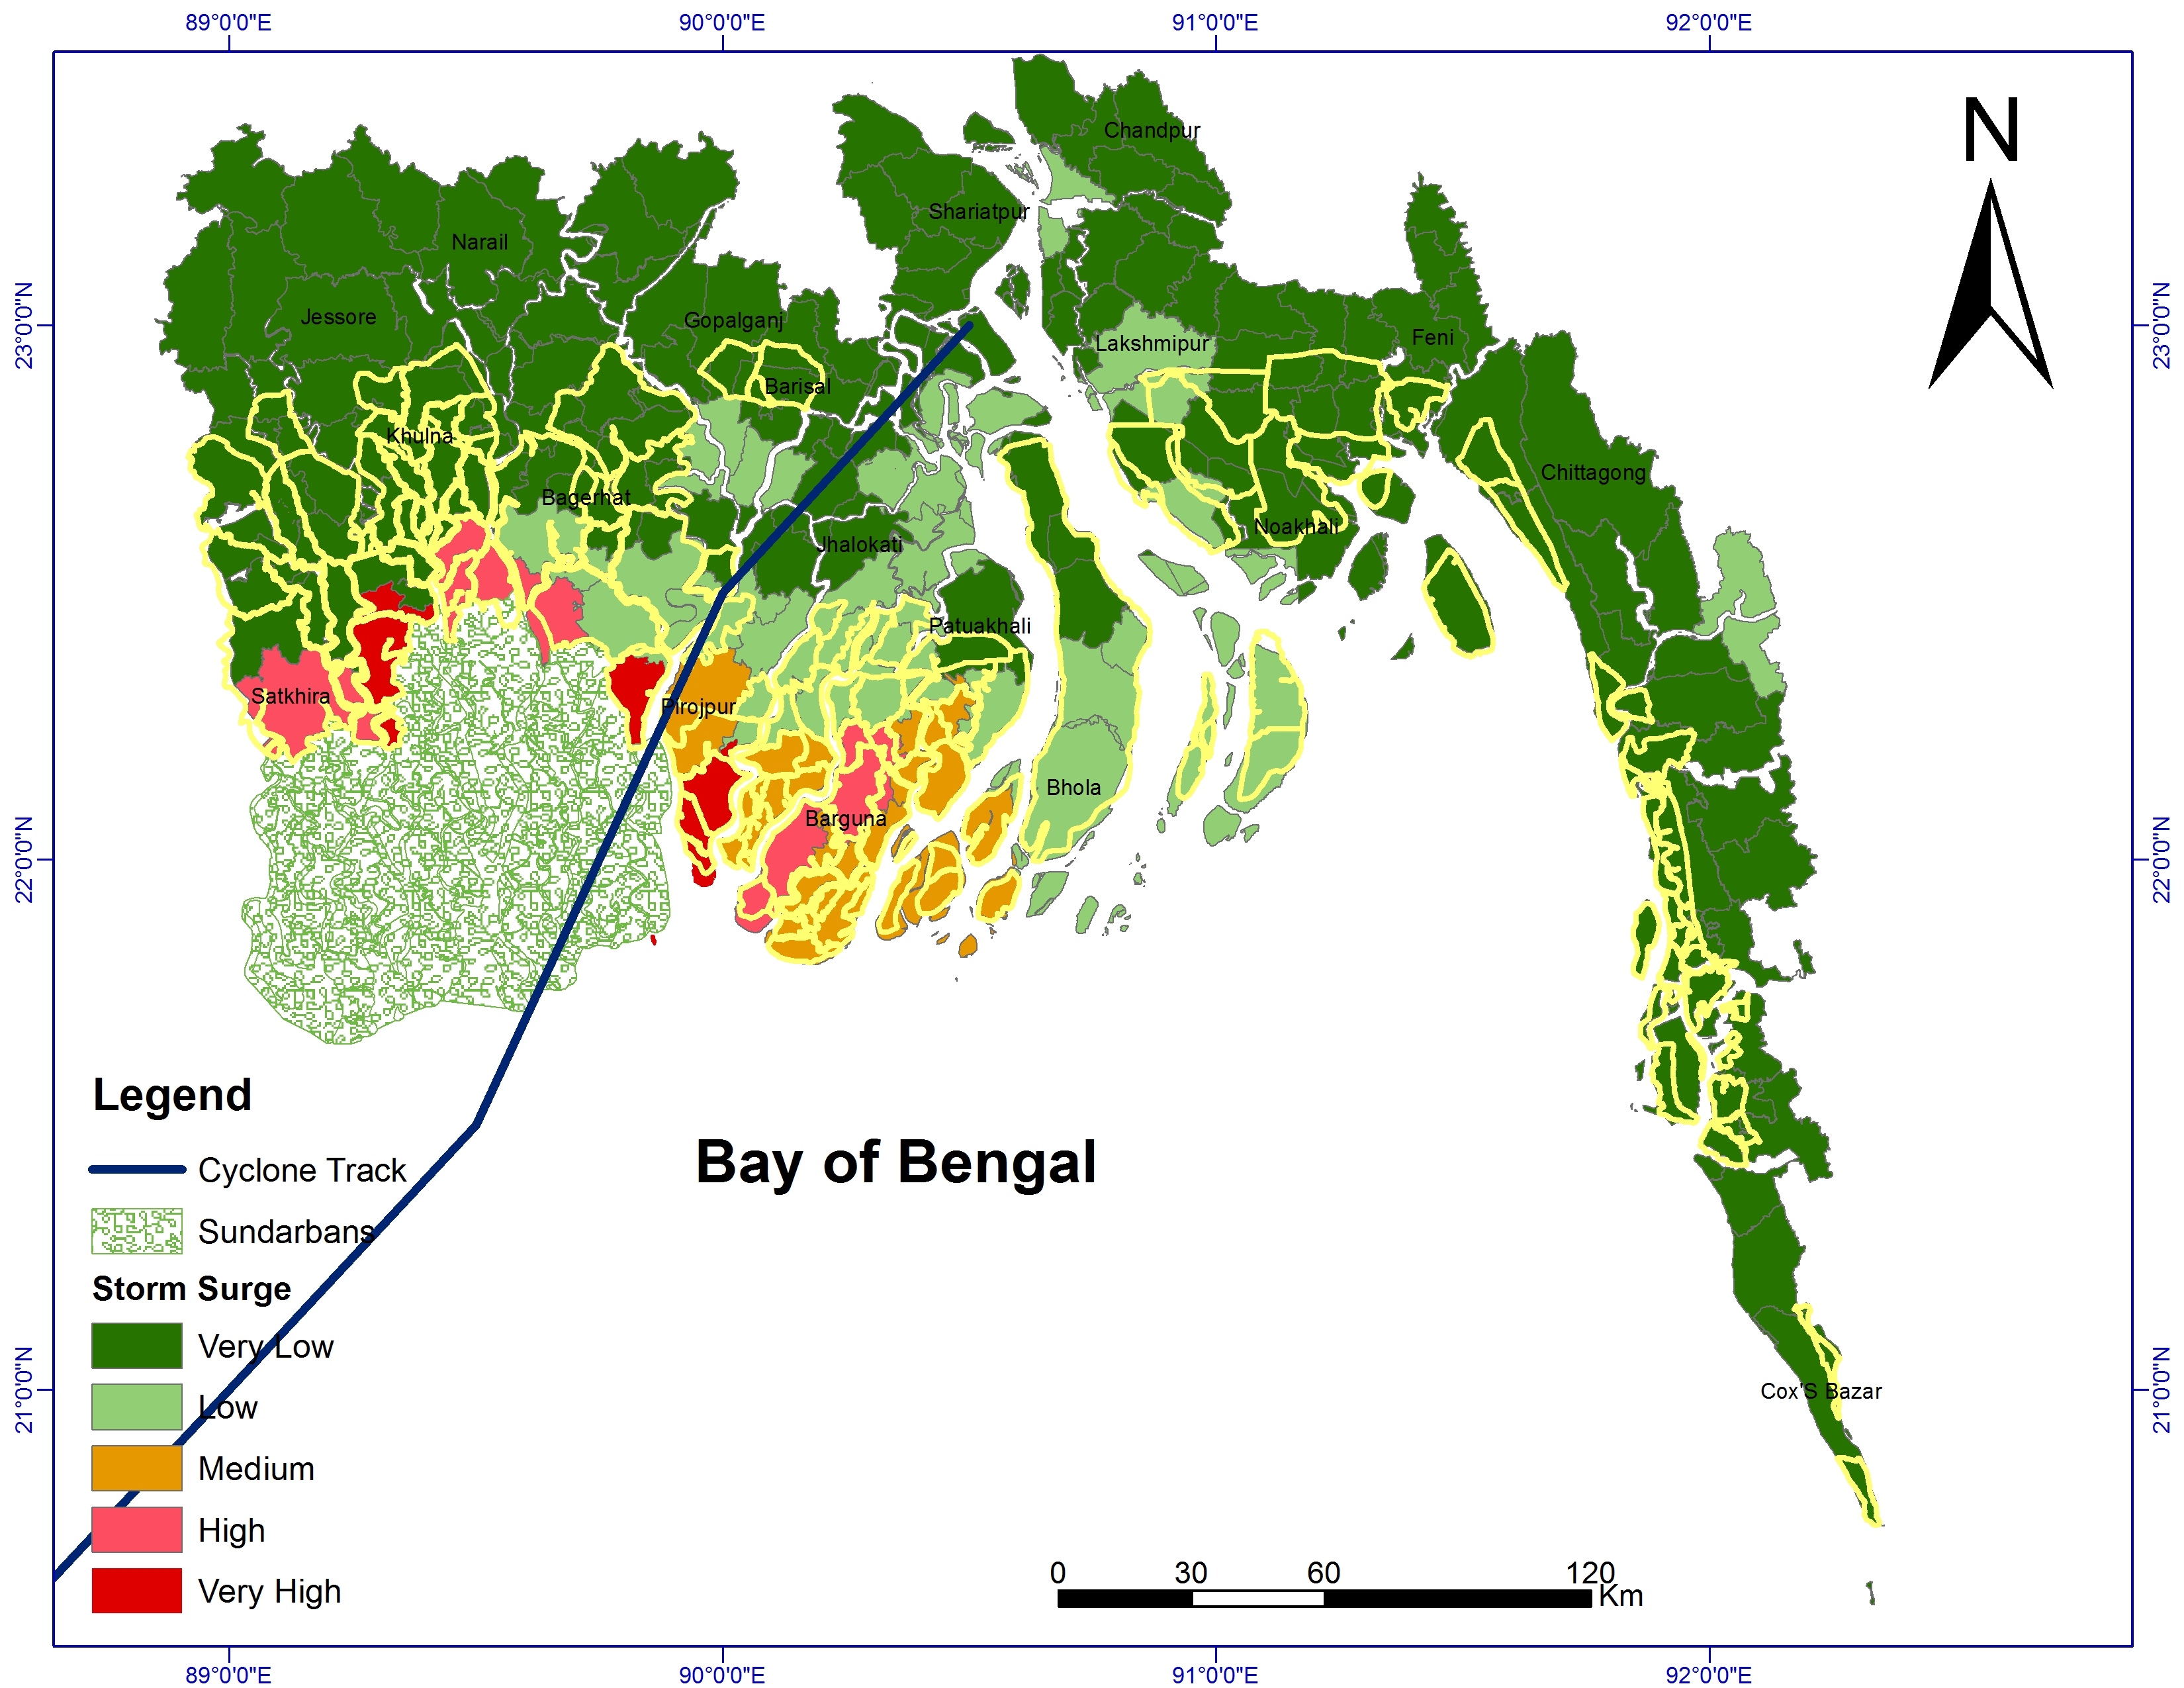 89°0'0"E 90°0'0"E 91°0'0"E 92°0'0"E
N
Chandpur
Shariatpur
Narail
23°0'0"N
23°0'0"N
Jessore
Gopalganj
Feni
Lakshmipur
Barisal
Khulna
Chittagong
Bagerhat
Noakhali
Jhalokati
Patuakhali
Satkhira
Pirojpur
Bhola
Barguna
22°0'0"N
22°0'0"N
Legend
Cyclone Track
Bay of Bengal
Sundarbans
Storm Surge
Very Low
21°0'0"N
21°0'0"N
Cox'S Bazar
Low
Medium
High
Very High
0 30 60 120
Km
89°0'0"E 90°0'0"E 91°0'0"E 92°0'0"E